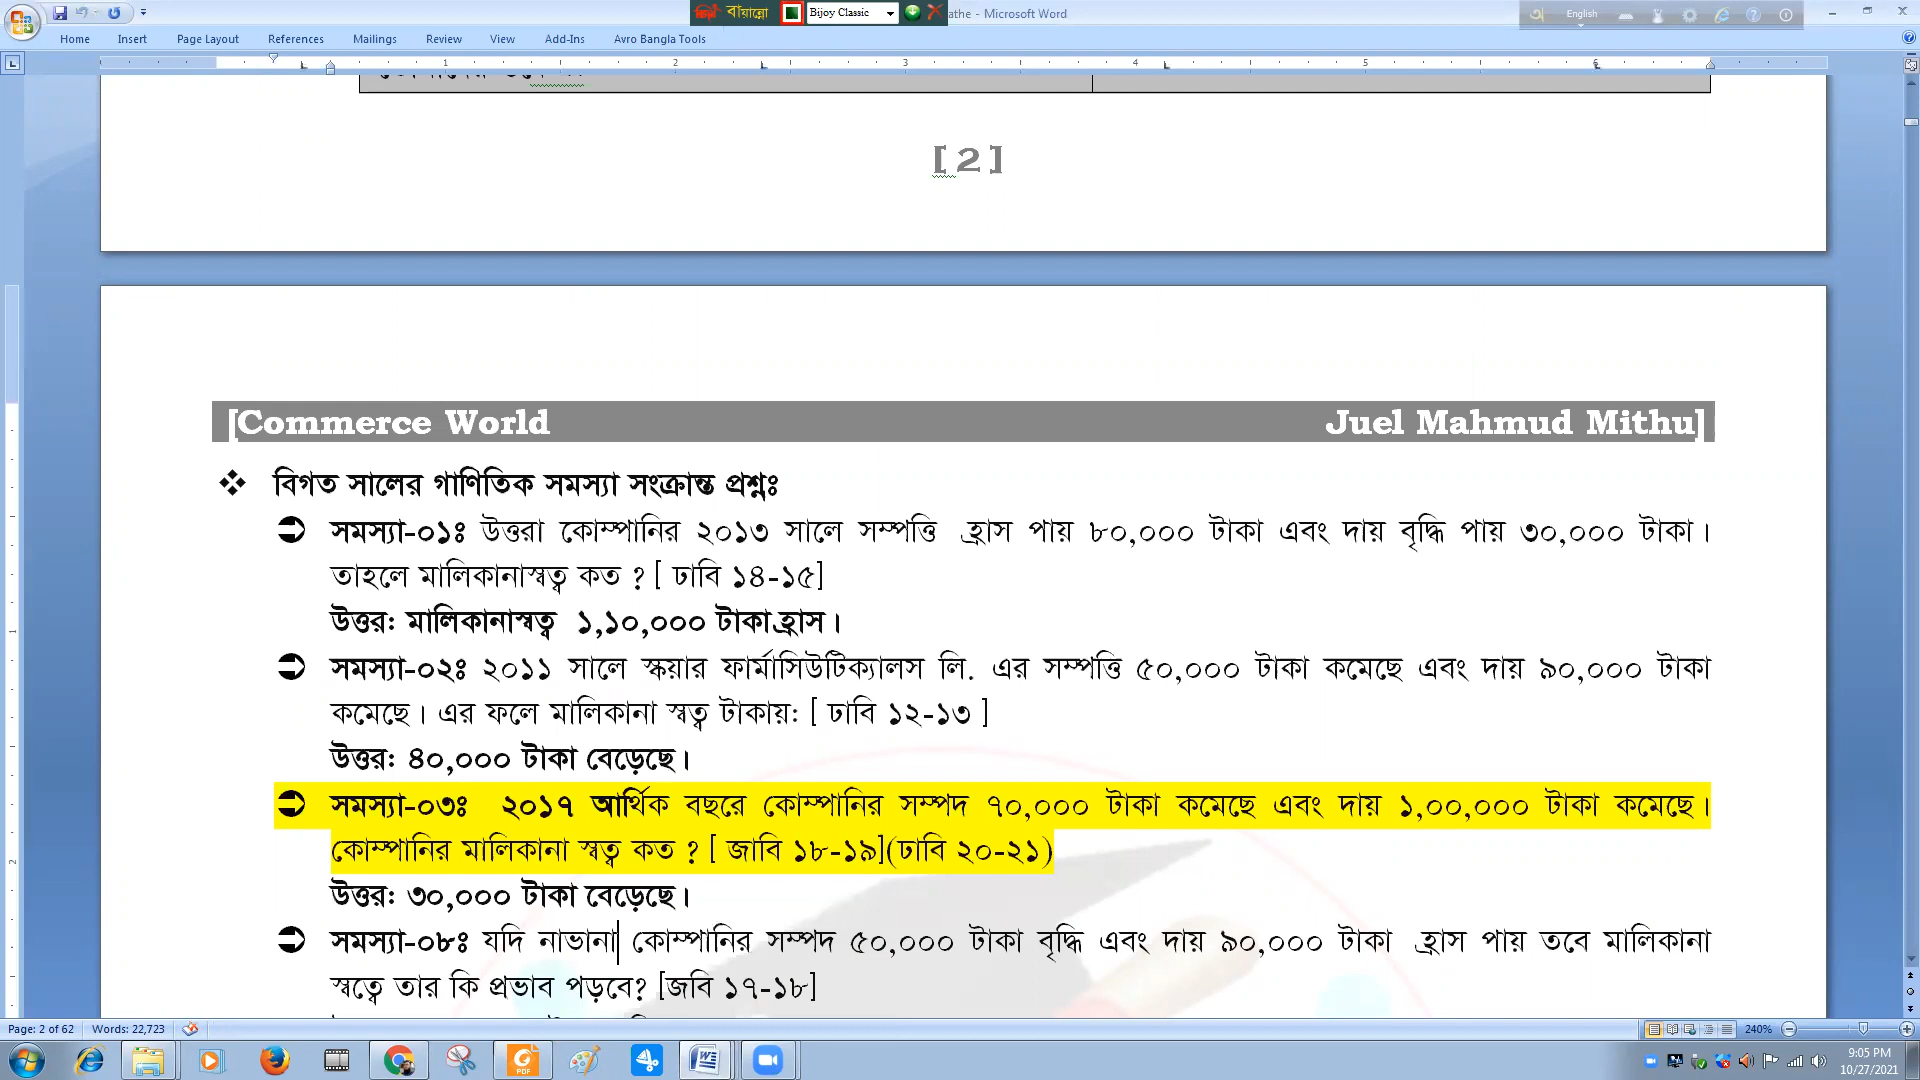 বাঁয়ান্নো Bijoy Classic athe - Microsoft Word English
Home Insert Page Layout References Mailings Review View Add-Ins Avro Bangla Tools
1 2 3 4 5 6
[ 2 ]
[Commerce World Juel Mahmud Mithu]
বিগত সালের গাণিতিক সমস্যা সংক্রান্ত প্রশ্নঃ
সমস্যা-০১ঃ উত্তরা কোম্পানির ২০১৩ সালে সম্পত্তি হ্রাস পায় ৮০,০০০ টাকা এবং দায় বৃদ্ধি পায় ৩০,০০০ টাকা।
তাহলে মালিকানাস্বত্ব কত ? [ ঢাবি ১৪-১৫]
উত্তর: মালিকানাস্বত্ব ১,১০,০০০ টাকা হ্রাস।
সমস্যা-০২ঃ ২০১১ সালে স্কয়ার ফার্মাসিউটিক্যালস লি. এর সম্পত্তি ৫০,০০০ টাকা কমেছে এবং দায় ৯০,০০০ টাকা
কমেছে। এর ফলে মালিকানা স্বত্ব টাকায়: [ ঢাবি ১২-১৩ ]
উত্তর: ৪০,০০০ টাকা বেড়েছে।
সমস্যা-০৩ঃ ২০১৭ আর্থিক বছরে কোম্পানির সম্পদ ৭০,০০০ টাকা কমেছে এবং দায় ১,০০,০০০ টাকা কমেছে।
কোম্পানির মালিকানা স্বত্ব কত ? [ জাবি ১৮-১৯](ঢাবি ২০-২১)
উত্তর: ৩০,০০০ টাকা বেড়েছে।
সমস্যা-০৪ঃ যদি নাভানা কোম্পানির সম্পদ ৫০,০০০ টাকা বৃদ্ধি এবং দায় ৯০,০০০ টাকা হ্রাস পায় তবে মালিকানা
স্বত্বে তার কি প্রভাব পড়বে? [জবি ১৭-১৮]
Page: 2 of 62 Words: 22,723 240%
9:05 PM
10/27/2021